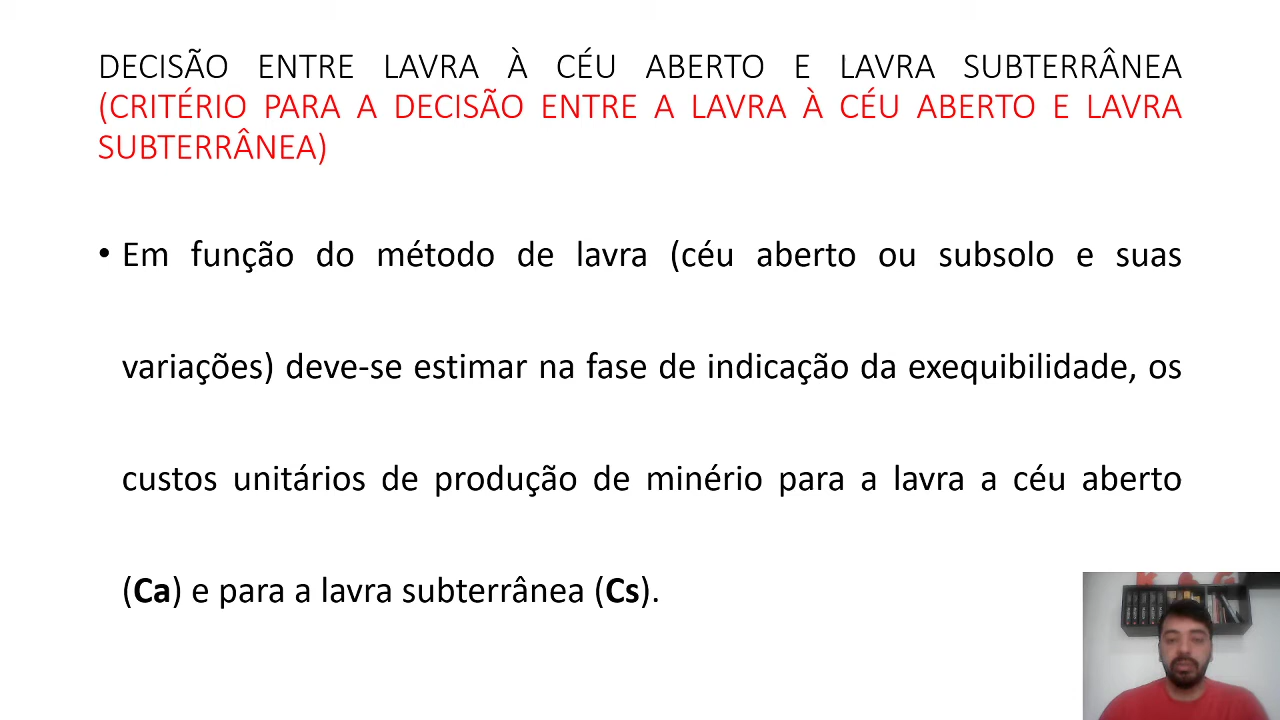 DECISÃO ENTRE LAVRA À CÉU ABERTO E LAVRA SUBTERRÂNEA
(CRITÉRIO PARA A DECISÃO ENTRE A LAVRA À CÉU ABERTO E LAVRA
SUBTERRÂNEA)
• Em função do método de lavra (céu aberto ou subsolo e suas
variações) deve-se estimar na fase de indicação da exequibilidade, os
custos unitários de produção de minério para a lavra a céu aberto
(Ca) e para a lavra subterrânea (Cs).